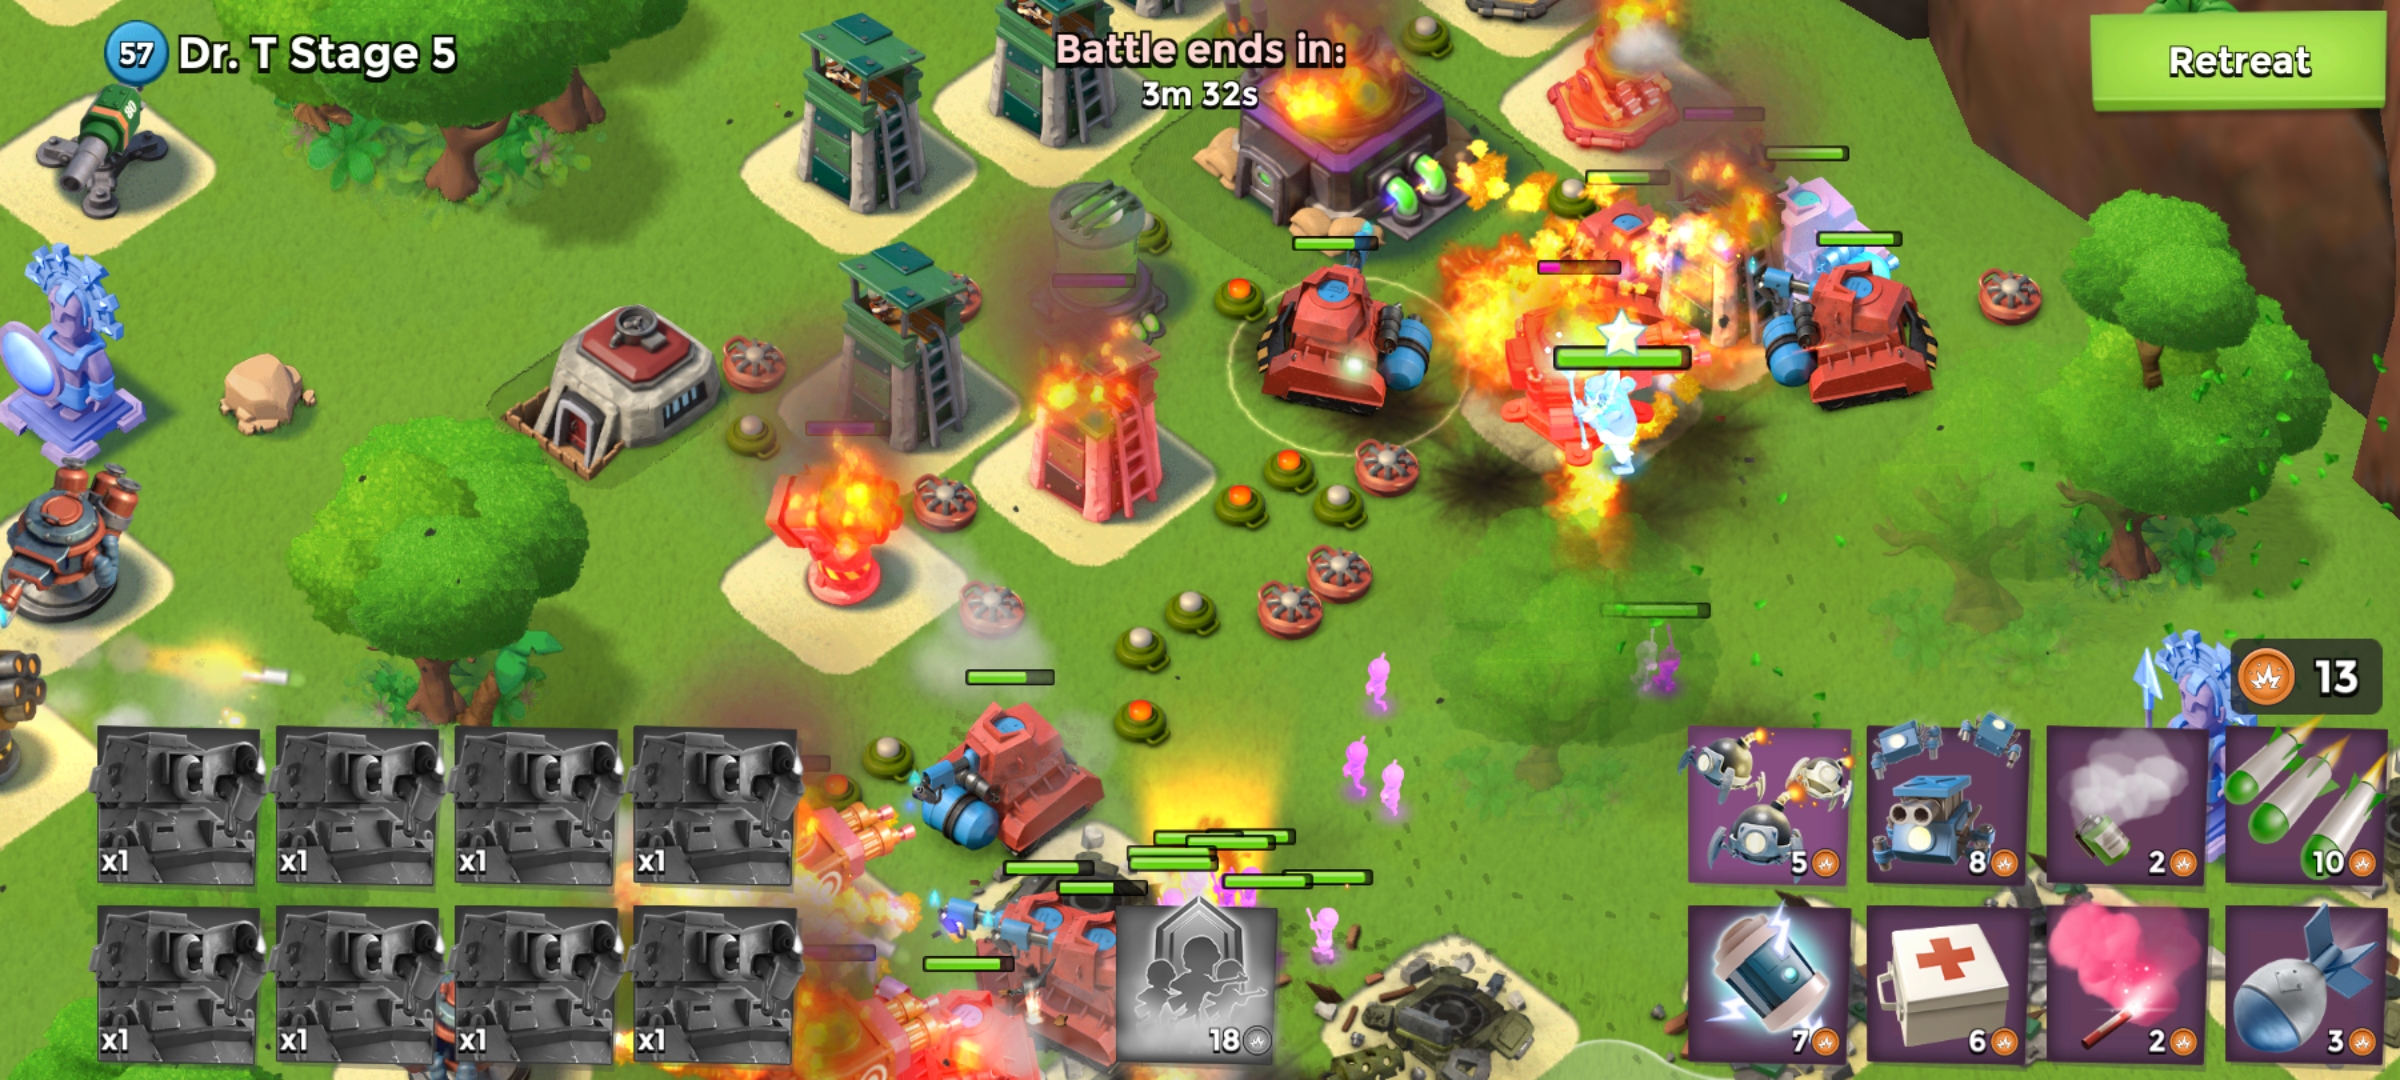 57 Dr. T Stage 5
Battle ends in:
3m 32s
Retreat
80
13
x1 x1 x1 x1
5 8 2 10
x1 x1 x1 x1
18
7 6 2 3